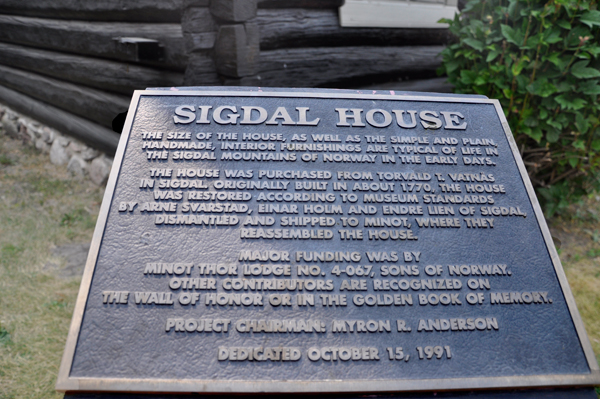 SIGDAL HOUSE
THE SIZE OF THE HOUSE, AS WELL AS THE SIMPLE AND PLAIN,
HANDMADE, INTERIOR FURNISHINGS ARE TYPICAL OF LIFE IN
THE SIGDAL MOUNTAINS OF NORWAY IN THE EARLY DAYS.
THE HOUSE WAS PURCHASED FROM TORVALD T. VATNÅS
IN SIGDAL. ORIGINALLY BUILT IN ABOUT 1770, THE HOUSE
WAS RESTORED ACCORDING TO MUSEUM STANDARDS
BY ARNE SVARSTAD, EINAR HOLM AND ENDRE LIEN OF SIGDAL,
DISMANTLED AND SHIPPED TO MINOT, WHERE THEY
REASSEMBLED THE HOUSE.
MAJOR FUNDING WAS BY
MINOT THOR LODGE NO. 4-067, SONS OF NORWAY.
OTHER CONTRIBUTORS ARE RECOGNIZED ON
THE WALL OF HONOR OR IN THE GOLDEN BOOK OF MEMORY.
PROJECT CHAIRMAN: MYRON R. ANDERSON
DEDICATED OCTOBER 15, 1991